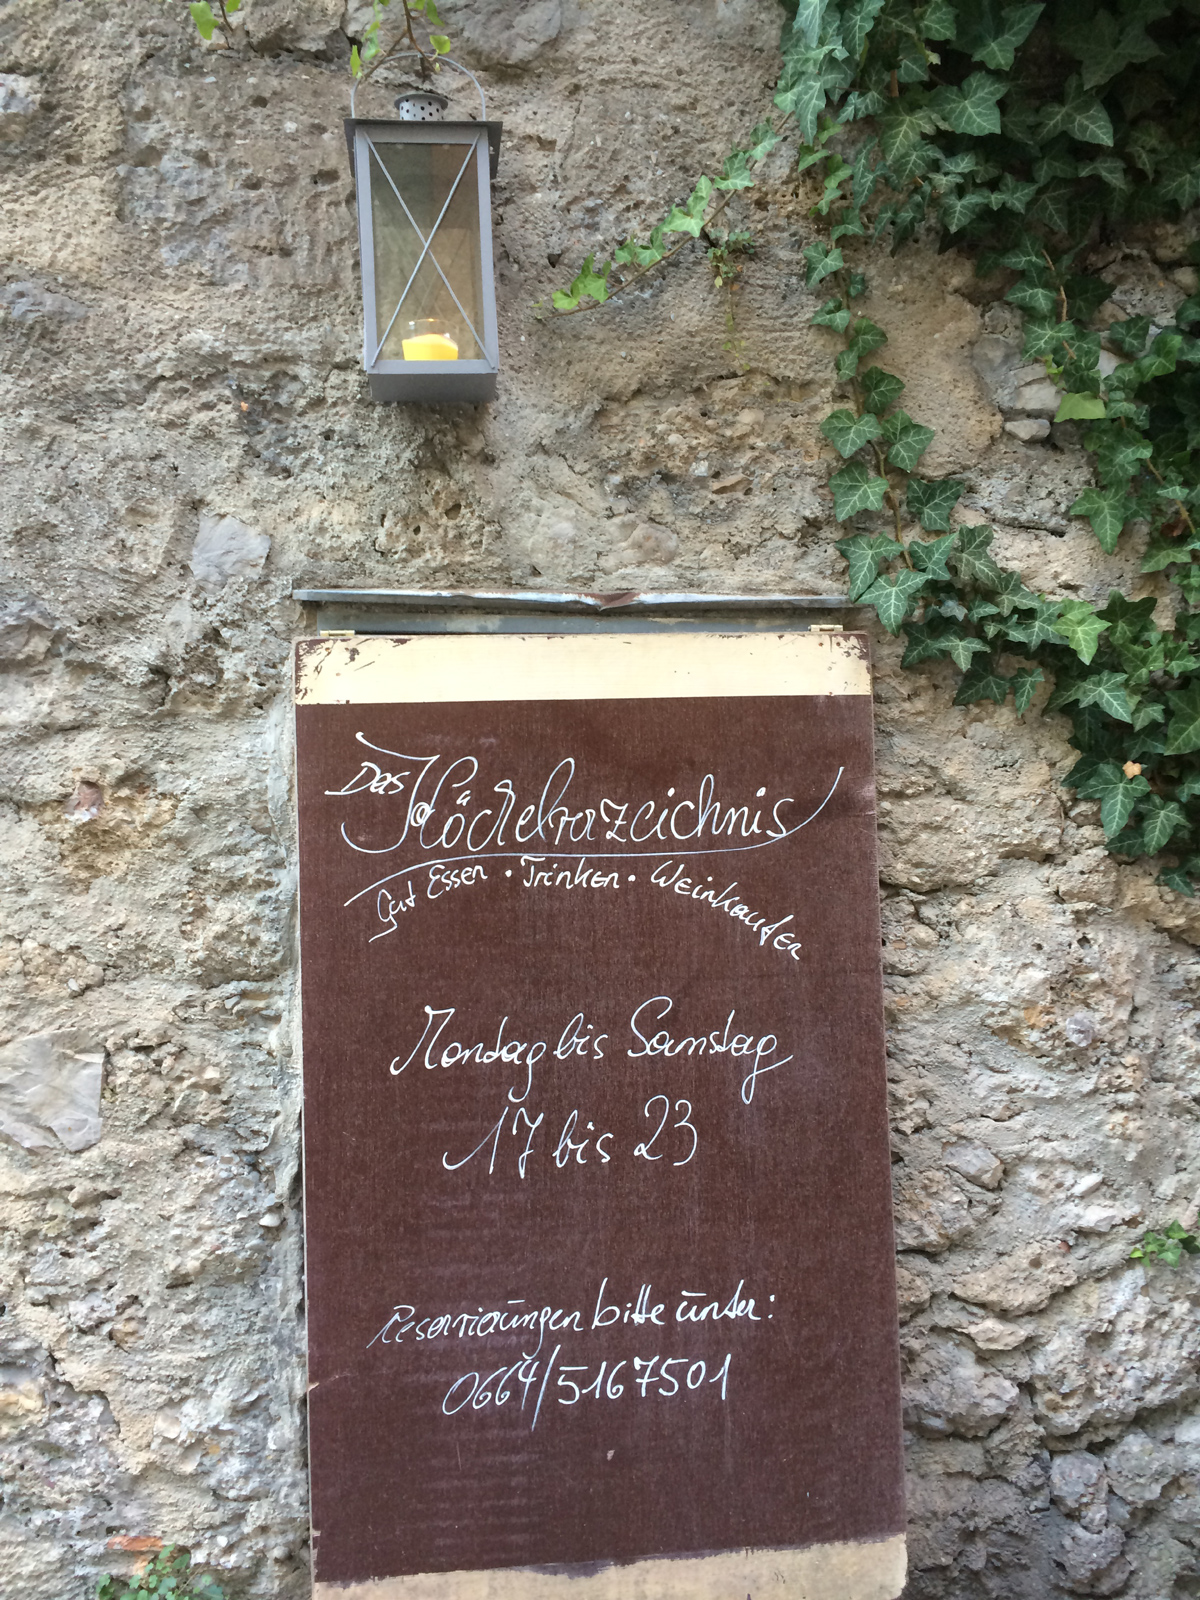 Das Köchelverzeichnis
Gut Essen · Trinken · Weinkaufen
Montag bis Samstag
17 bis 23
Reservierungen bitte unter:
0664/5167501